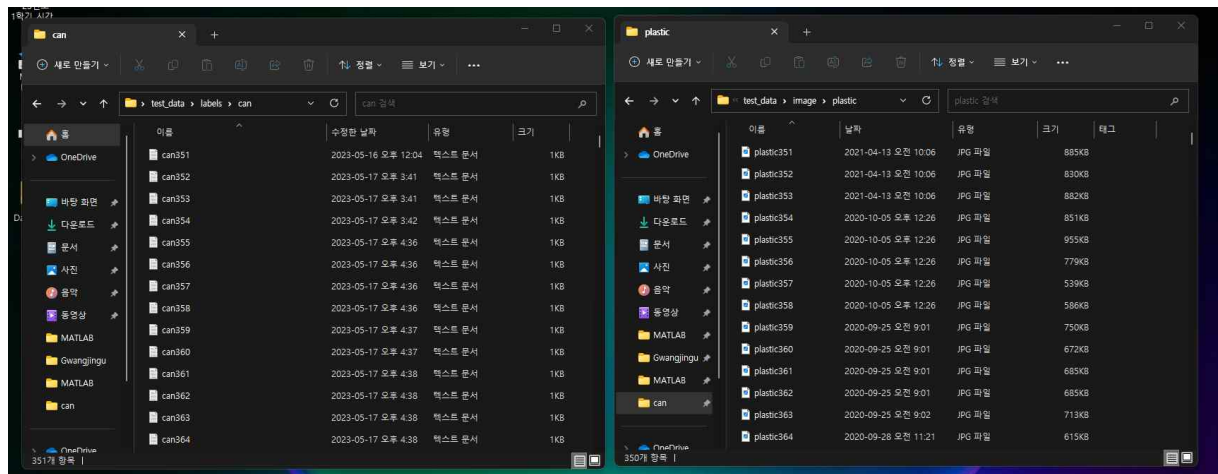 1학기 시간
can
새로 만들기
정렬
보기
test_data > labels > can
can 검색
홈
OneDrive
바탕 화면
다운로드
문서
사진
음악
동영상
MATLAB
Gwangjingu
MATLAB
can
OneDrive
이름 수정한 날짜 유형 크기
can351 2023-05-16 오후 12:04 텍스트 문서 1KB
can352 2023-05-17 오후 3:41 텍스트 문서 1KB
can353 2023-05-17 오후 3:41 텍스트 문서 1KB
can354 2023-05-17 오후 3:42 텍스트 문서 1KB
can355 2023-05-17 오후 4:36 텍스트 문서 1KB
can356 2023-05-17 오후 4:36 텍스트 문서 1KB
can357 2023-05-17 오후 4:36 텍스트 문서 1KB
can358 2023-05-17 오후 4:36 텍스트 문서 1KB
can359 2023-05-17 오후 4:37 텍스트 문서 1KB
can360 2023-05-17 오후 4:37 텍스트 문서 1KB
can361 2023-05-17 오후 4:38 텍스트 문서 1KB
can362 2023-05-17 오후 4:38 텍스트 문서 1KB
can363 2023-05-17 오후 4:38 텍스트 문서 1KB
can364 2023-05-17 오후 4:38 텍스트 문서 1KB
351개 항목
plastic
새로 만들기
정렬
보기
test_data > image > plastic
plastic 검색
홈
OneDrive
바탕 화면
다운로드
문서
사진
음악
동영상
MATLAB
Gwangjingu
MATLAB
can
OneDrive
이름 날짜 유형 크기 태그
plastic351 2021-04-13 오전 10:06 JPG 파일 885KB
plastic352 2021-04-13 오전 10:06 JPG 파일 830KB
plastic353 2021-04-13 오전 10:06 JPG 파일 882KB
plastic354 2020-10-05 오후 12:26 JPG 파일 851KB
plastic355 2020-10-05 오후 12:26 JPG 파일 955KB
plastic356 2020-10-05 오후 12:26 JPG 파일 779KB
plastic357 2020-10-05 오후 12:26 JPG 파일 539KB
plastic358 2020-10-05 오후 12:26 JPG 파일 586KB
plastic359 2020-09-25 오전 9:01 JPG 파일 750KB
plastic360 2020-09-25 오전 9:01 JPG 파일 672KB
plastic361 2020-09-25 오전 9:01 JPG 파일 685KB
plastic362 2020-09-25 오전 9:01 JPG 파일 685KB
plastic363 2020-09-25 오전 9:02 JPG 파일 713KB
plastic364 2020-09-28 오전 11:21 JPG 파일 615KB
350개 항목